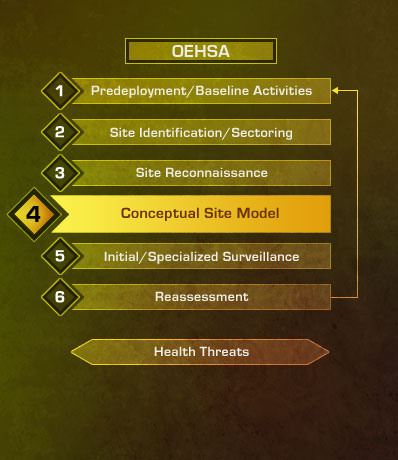 OEHSA
1 Predeployment/Baseline Activities
2 Site Identification/Sectoring
3 Site Reconnaissance
4 Conceptual Site Model
5 Initial/Specialized Surveillance
6 Reassessment
Health Threats